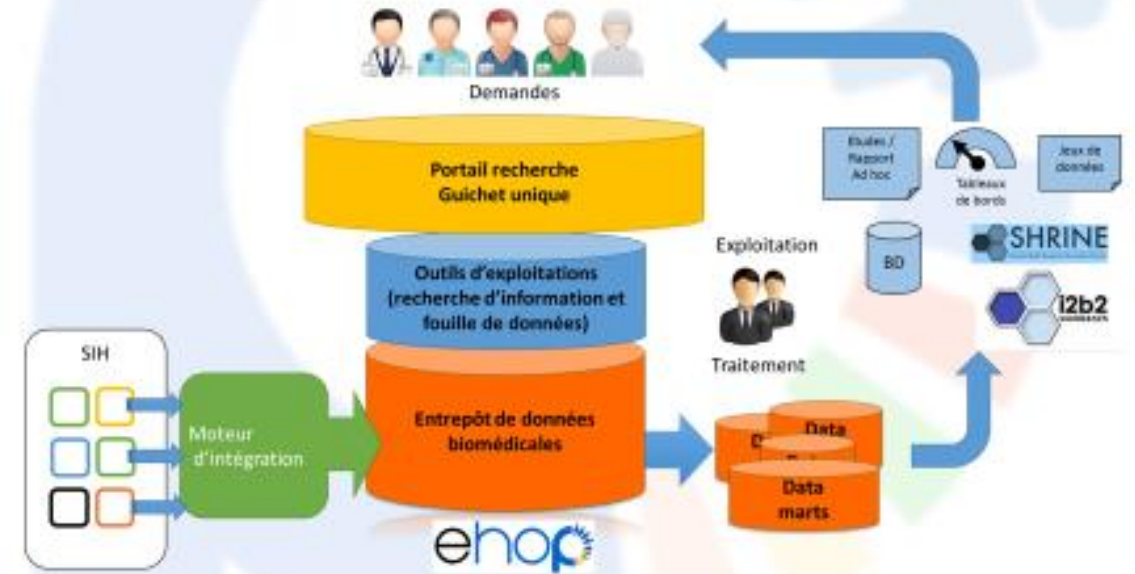 Demandes
Portail recherche
Guichet unique
Etudes /
Rapport
Ad hoc
Tableaux
de bords
Jeux de
données
Outils d'exploitations
(recherche d'information et
fouille de données)
Exploitation
BD
SHRINE
i2b2
Traitement
SIH
Moteur
d'intégration
Entrepôt de données
biomédicales
Data
Data
marts
ehop